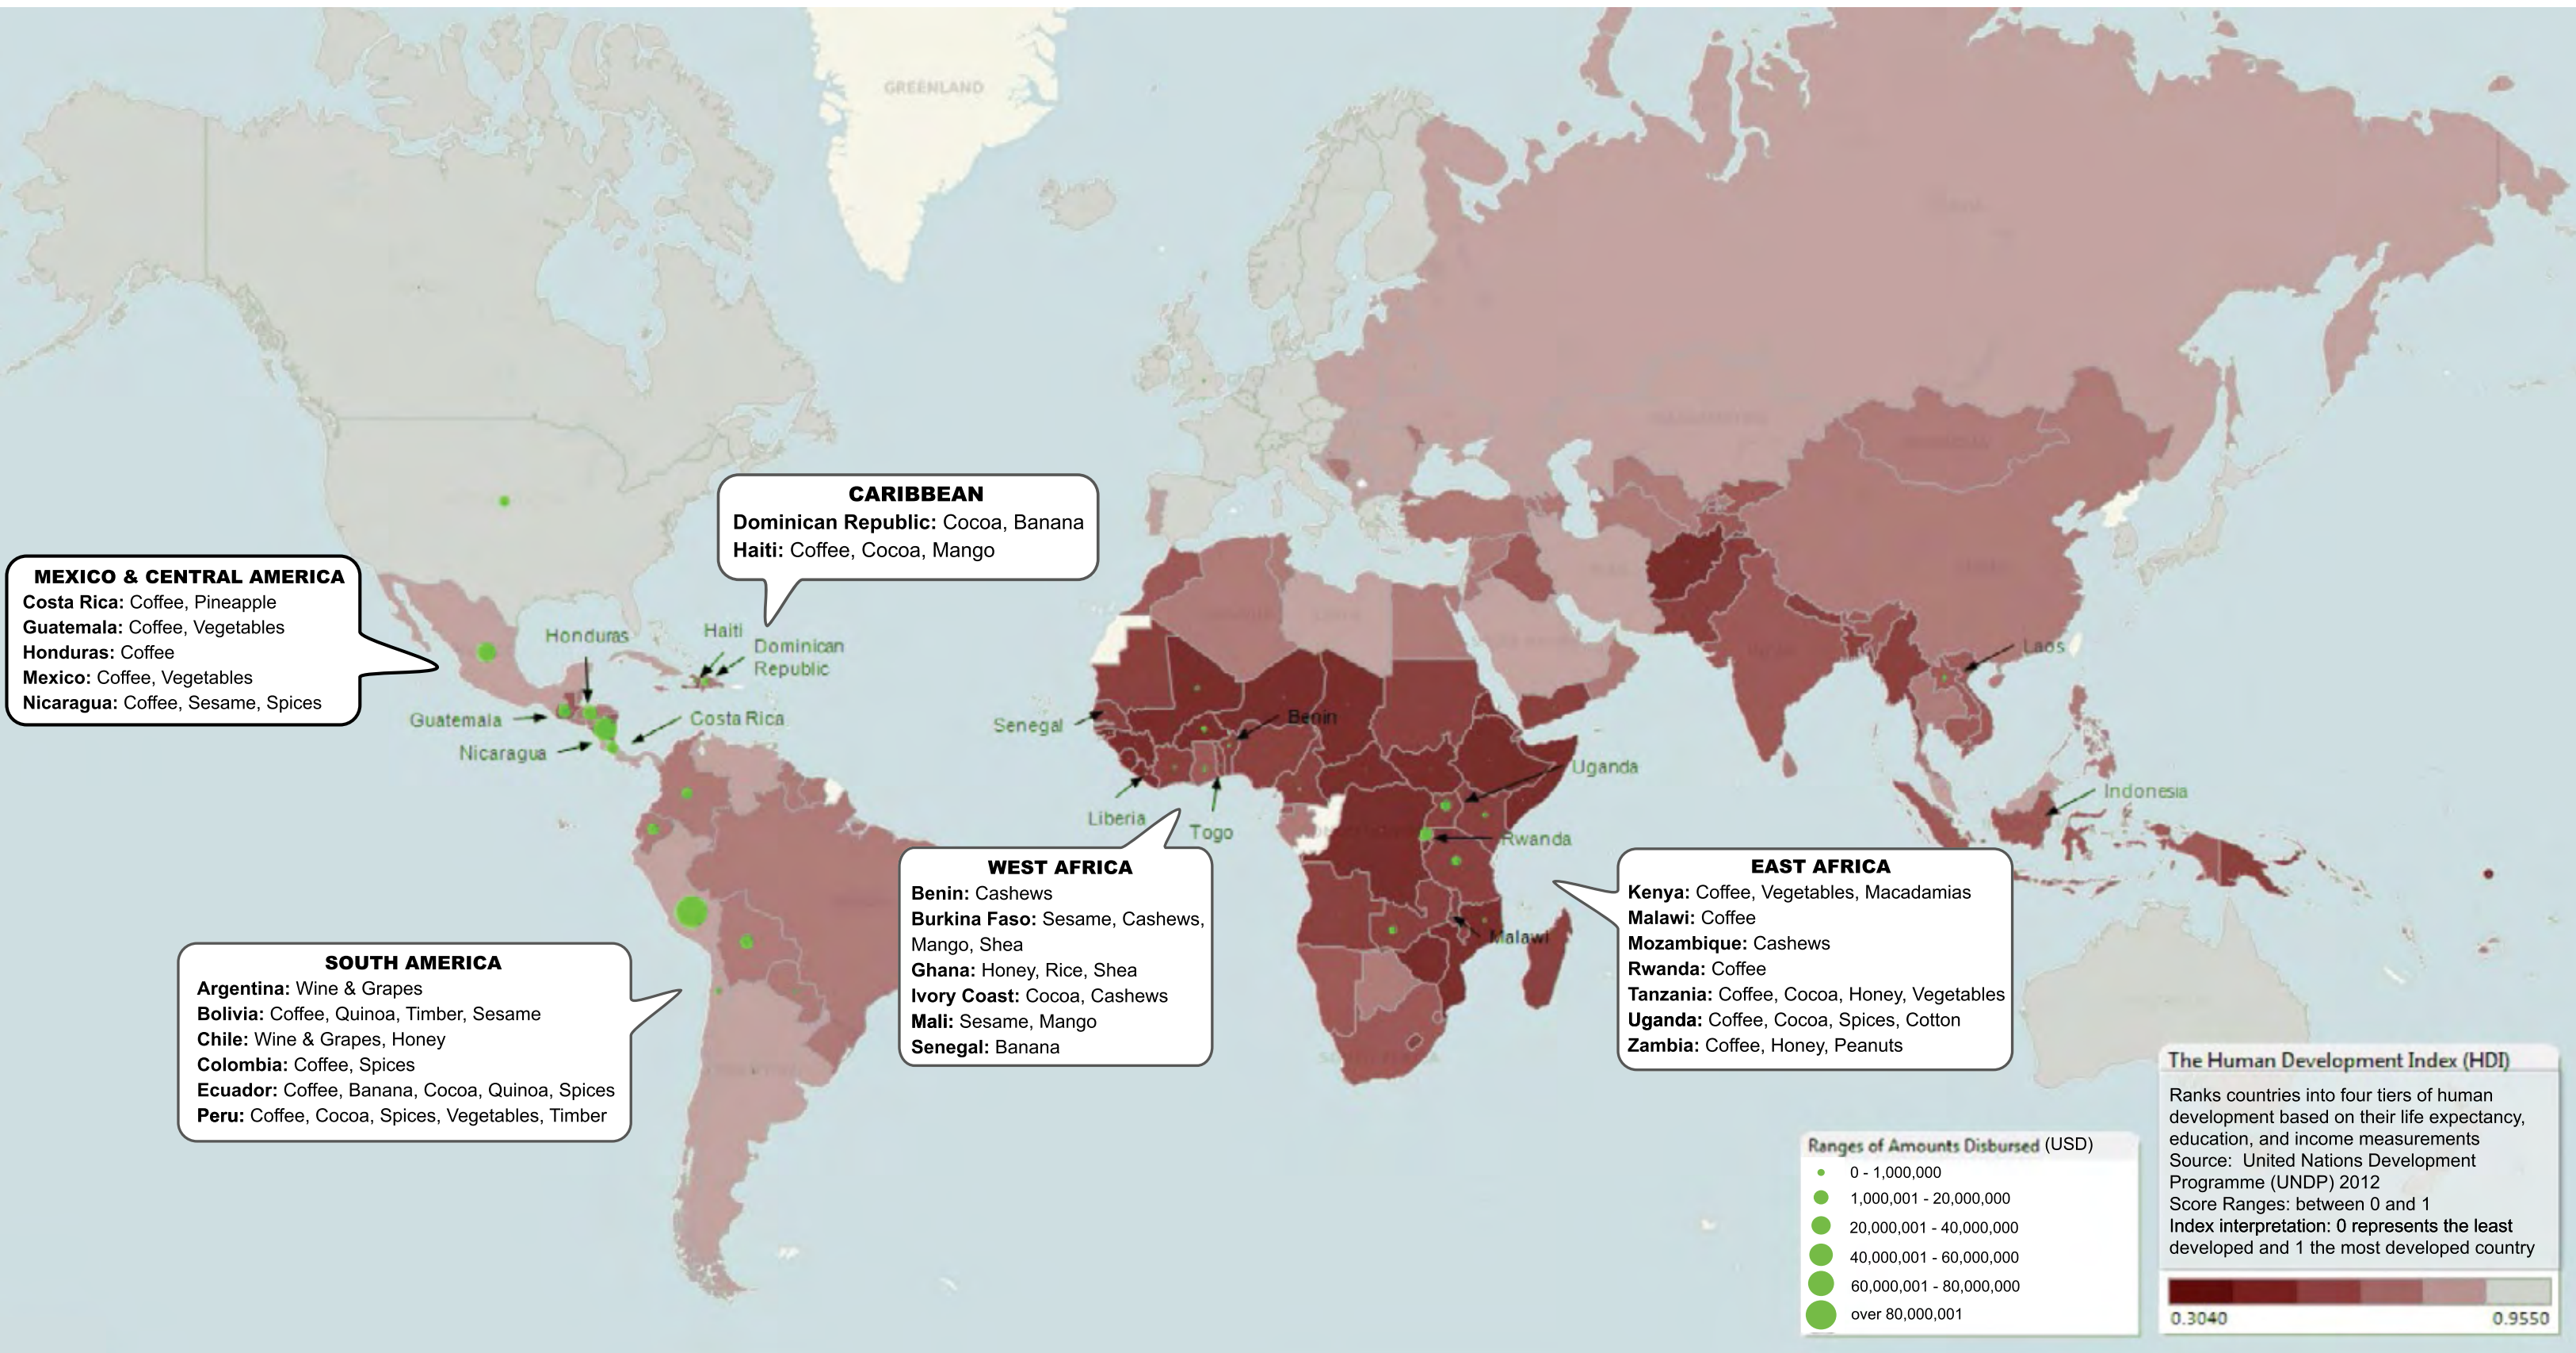 GREENLAND
CARIBBEAN
Dominican Republic: Cocoa, Banana
Haiti: Coffee, Cocoa, Mango
MEXICO & CENTRAL AMERICA
Costa Rica: Coffee, Pineapple
Guatemala: Coffee, Vegetables
Honduras: Coffee
Mexico: Coffee, Vegetables
Nicaragua: Coffee, Sesame, Spices
Honduras
Haiti
Dominican
Republic
Guatemala
Costa Rica
Nicaragua
Senegal
Benin
Laos
Uganda
Liberia
Togo
Indonesia
Rwanda
Malawi
WEST AFRICA
Benin: Cashews
Burkina Faso: Sesame, Cashews,
Mango, Shea
Ghana: Honey, Rice, Shea
Ivory Coast: Cocoa, Cashews
Mali: Sesame, Mango
Senegal: Banana
EAST AFRICA
Kenya: Coffee, Vegetables, Macadamias
Malawi: Coffee
Mozambique: Cashews
Rwanda: Coffee
Tanzania: Coffee, Cocoa, Honey, Vegetables
Uganda: Coffee, Cocoa, Spices, Cotton
Zambia: Coffee, Honey, Peanuts
SOUTH AMERICA
Argentina: Wine & Grapes
Bolivia: Coffee, Quinoa, Timber, Sesame
Chile: Wine & Grapes, Honey
Colombia: Coffee, Spices
Ecuador: Coffee, Banana, Cocoa, Quinoa, Spices
Peru: Coffee, Cocoa, Spices, Vegetables, Timber
Ranges of Amounts Disbursed (USD)
0 - 1,000,000
1,000,001 - 20,000,000
20,000,001 - 40,000,000
40,000,001 - 60,000,000
60,000,001 - 80,000,000
over 80,000,001
The Human Development Index (HDI)
Ranks countries into four tiers of human
development based on their life expectancy,
education, and income measurements
Source: United Nations Development
Programme (UNDP) 2012
Score Ranges: between 0 and 1
Index interpretation: 0 represents the least
developed and 1 the most developed country
0.3040
0.9550